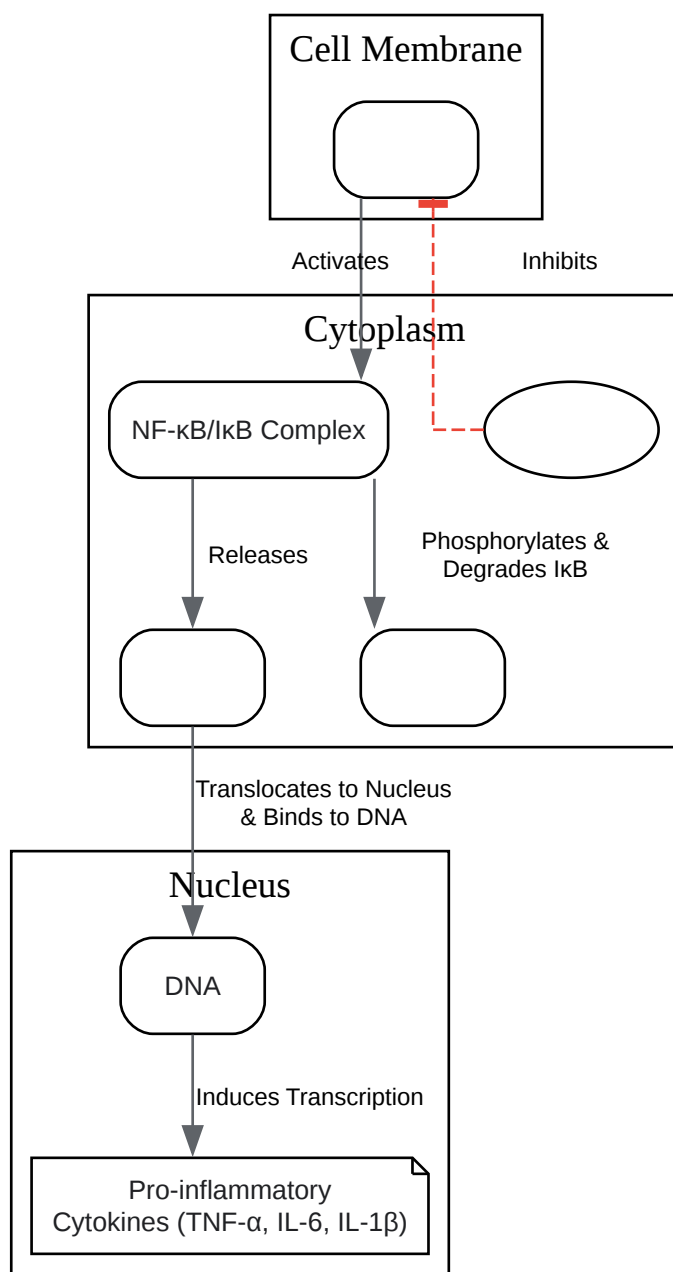 Cell Membrane
Activates
Inhibits
Cytoplasm
NF-κB/IκB Complex
Releases
Phosphorylates &
Degrades IκB
Translocates to Nucleus
& Binds to DNA
Nucleus
DNA
Induces Transcription
Pro-inflammatory
Cytokines (TNF-α, IL-6, IL-1β)